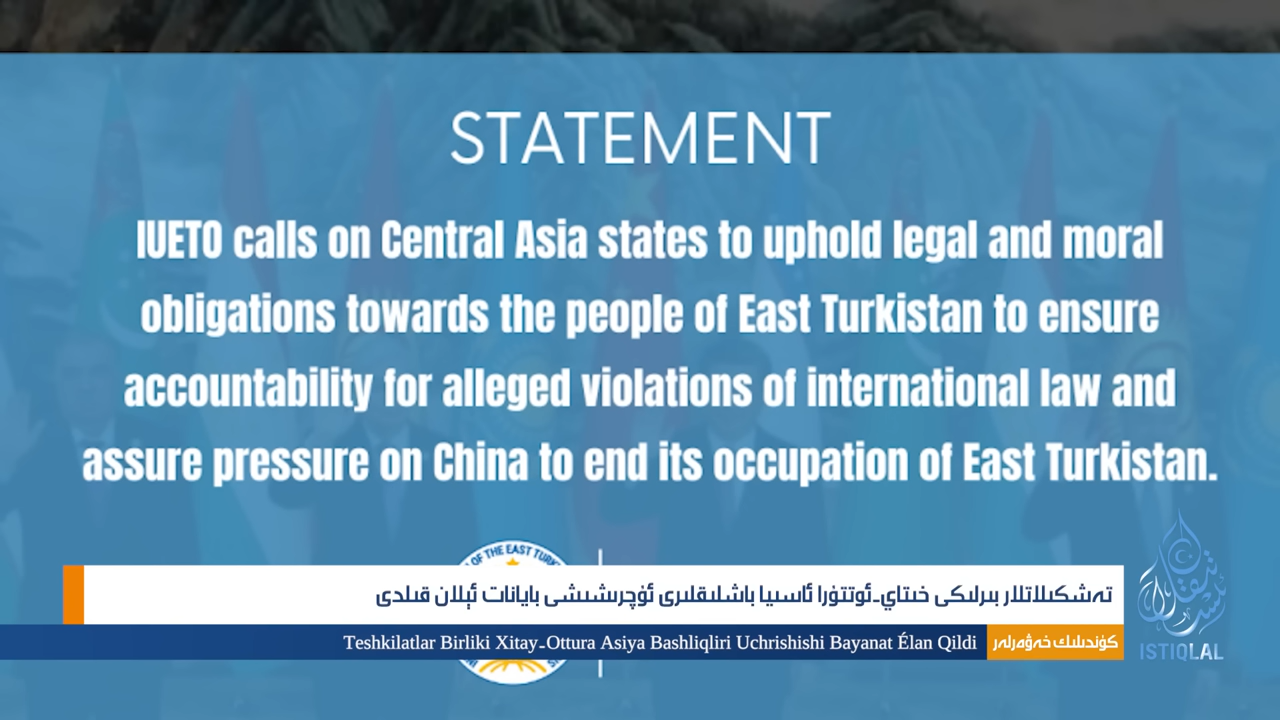 STATEMENT
IUETO calls on Central Asia states to uphold legal and moral
obligations towards the people of East Turkistan to ensure
accountability for alleged violations of international law and
assure pressure on China to end its occupation of East Turkistan.
OF THE EAST
تەشكىلاتلار بىرلىكى خىتاي-ئوتتۇرا ئاسىيا باشلىقلىرى ئۇچرىشىشى بايانات ئېلان قىلدى
Teshkilatlar Birliki Xitay-Ottura Asiya Bashliqliri Uchrishishi Bayanat Élan Qildi
كۈندىلىك خەۋەرلەر
ISTIQLAL